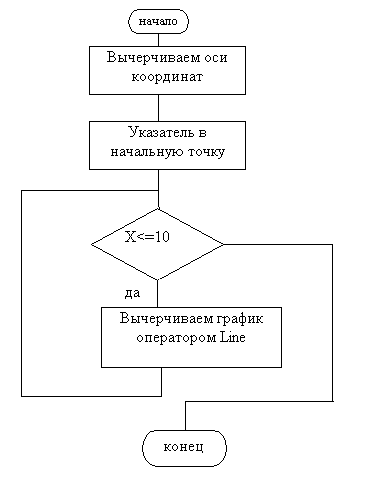 начало
Вычерчиваем оси
координат
Указатель в
начальную точку
X<=10
да
Вычерчиваем график
оператором Line
конец